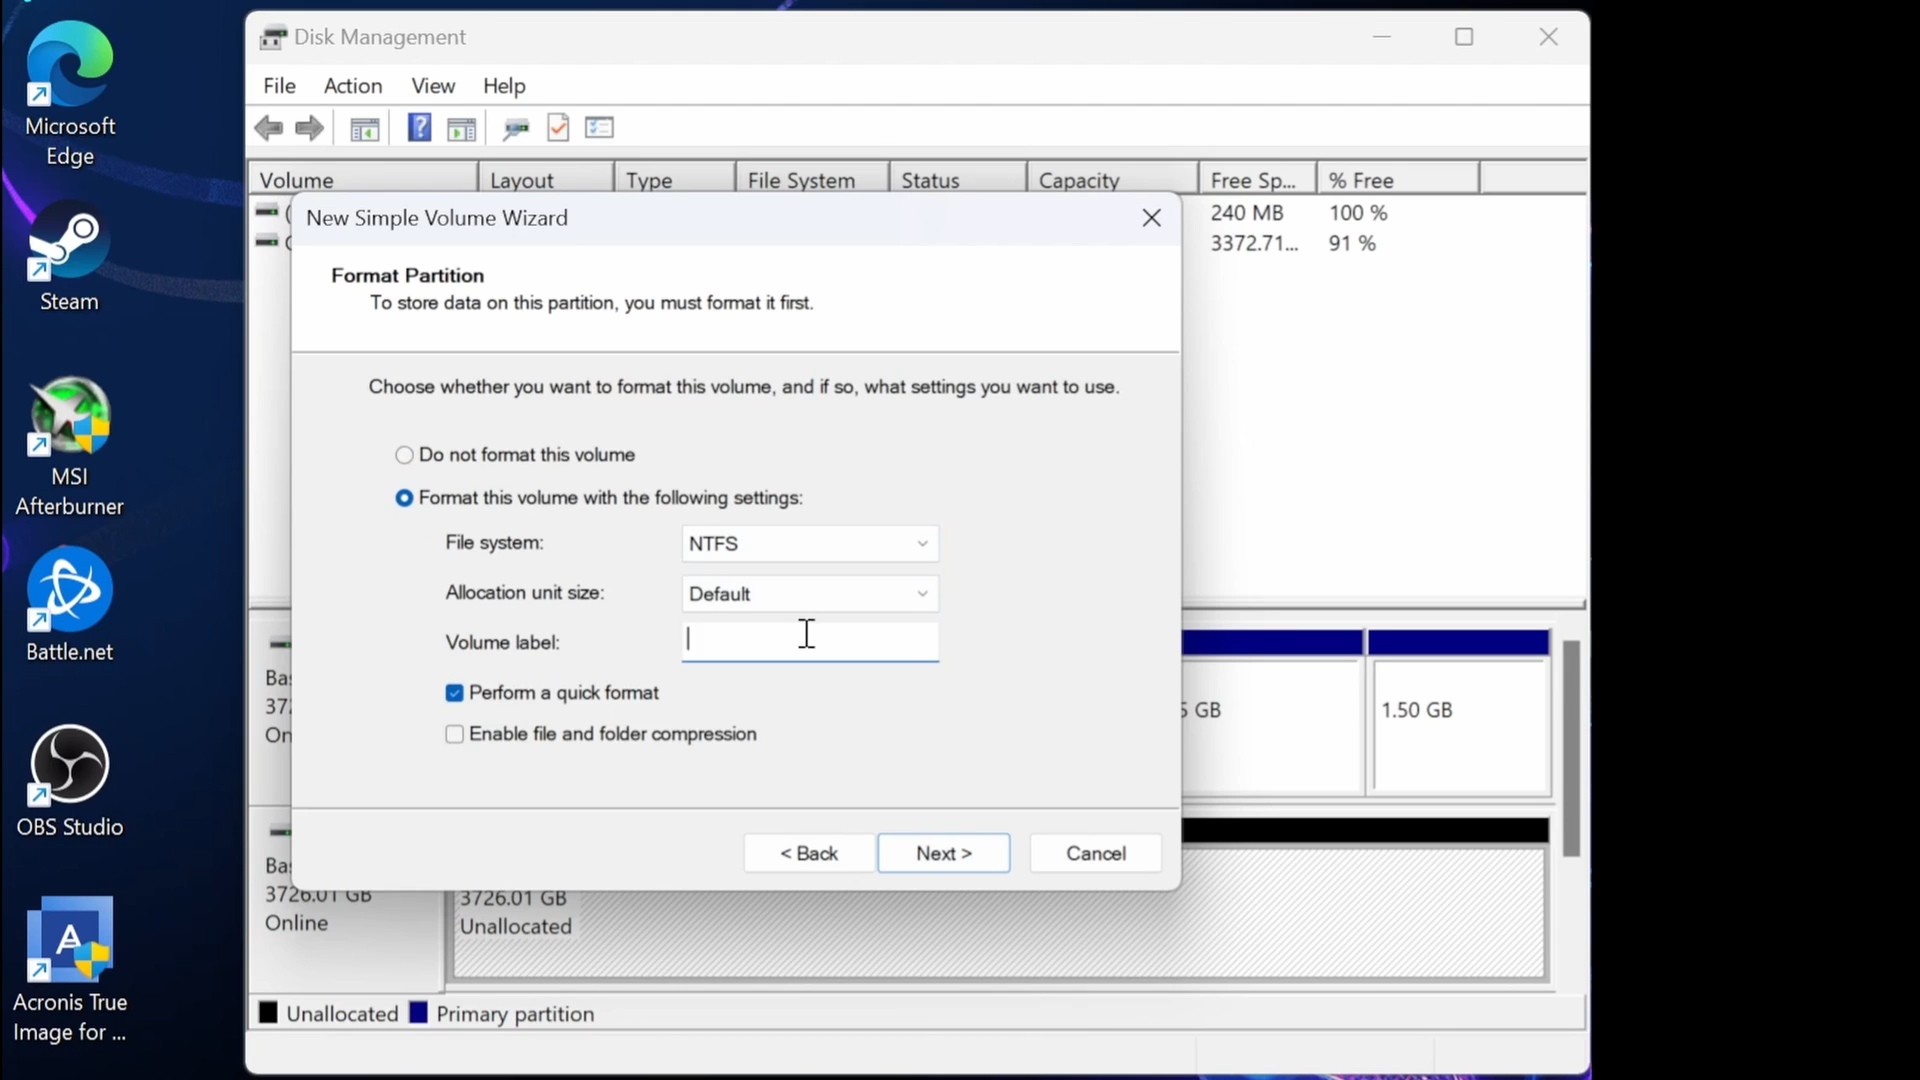 Microsoft
Edge
Steam
MSI
Afterburner
Battle.net
OBS Studio
Acronis True
Image for ...
Disk Management
File Action View Help
Volume Layout Type File System Status Capacity Free Sp... % Free
240 MB 100 %
3372.71... 91 %
New Simple Volume Wizard
Format Partition
To store data on this partition, you must format it first.
Choose whether you want to format this volume, and if so, what settings you want to use.
Do not format this volume
Format this volume with the following settings:
File system: NTFS
Allocation unit size: Default
Volume label:
Perform a quick format
Enable file and folder compression
< Back Next > Cancel
GB
1.50 GB
3726.01 GB
Online
3726.01 GB
Unallocated
Unallocated Primary partition